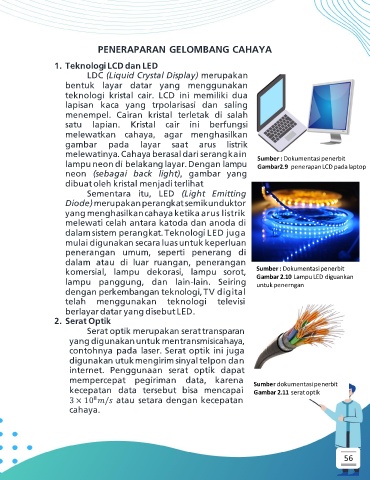 PENERAPARAN GELOMBANG CAHAYA
1. Teknologi LCD dan LED
LDC (Liquid Crystal Display) merupakan
bentuk layar datar yang menggunakan
teknologi kristal cair. LCD ini memiliki dua
lapisan kaca yang trpolarisasi dan saling
menempel. Cairan kristal terletak di salah
satu lapian. Kristal cair ini berfungsi
melewatkan cahaya, agar menghasilkan
gambar pada layar saat arus listrik
melewatinya. Cahaya berasal dari serangkain
lampu neon di belakang layar. Dengan lampu
neon (sebagai back light), gambar yang
dibuat oleh kristal menjadi terlihat
Sementara itu, LED (Light Emitting
Diode) merupakan perangkat semikunduktor
yang menghasilkan cahaya ketika arus listrik
melewati celah antara katoda dan anoda di
dalam sistem perangkat. Teknologi LED juga
mulai digunakan secara luas untuk keperluan
penerangan umum, seperti penerang di
dalam atau di luar ruangan, penerangan
komersial, lampu dekorasi, lampu sorot,
lampu panggung, dan lain-lain. Seiring
dengan perkembangan teknologi, TV digital
telah menggunakan teknologi televisi
berlayar datar yang disebut LED.
2. Serat Optik
Serat optik merupakan serat transparan
yang digunakan untuk mentransmisicahaya,
contohnya pada laser. Serat optik ini juga
digunakan utuk mengirim sinyal telpon dan
internet. Penggunaan serat optik dapat
mempercepat pegiriman data, karena
kecepatan data tersebut bisa mencapai
3 × 10⁸m/s atau setara dengan kecepatan
cahaya.
Sumber : Dokumentasi penerbit
Gambar2.9 penerapan LCD pada laptop
Sumber : Dokumentasi penerbit
Gambar 2.10 Lampu LED diguankan
untuk penerngan
Sumber dokumentasi penerbit
Gambar 2.11 serat optik
56